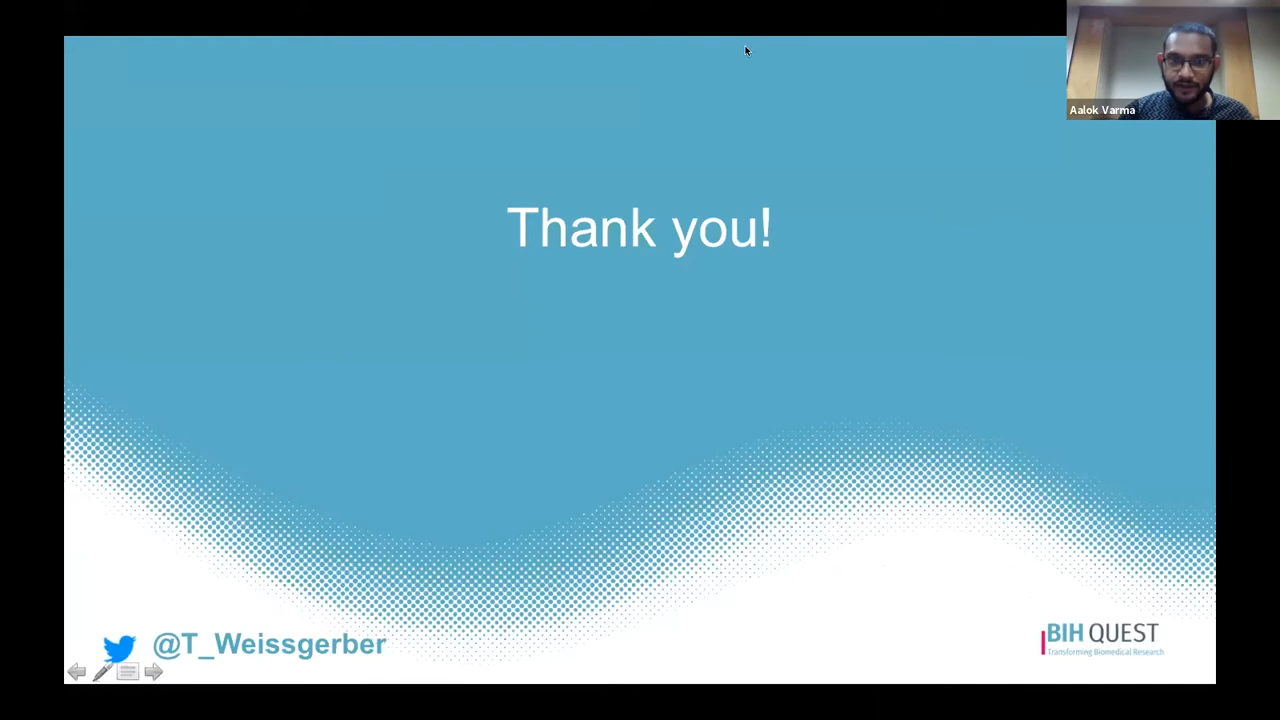 Aalok Varma
Thank you!
@T_Weissgerber
BIH QUEST
Transforming Biomedical Research